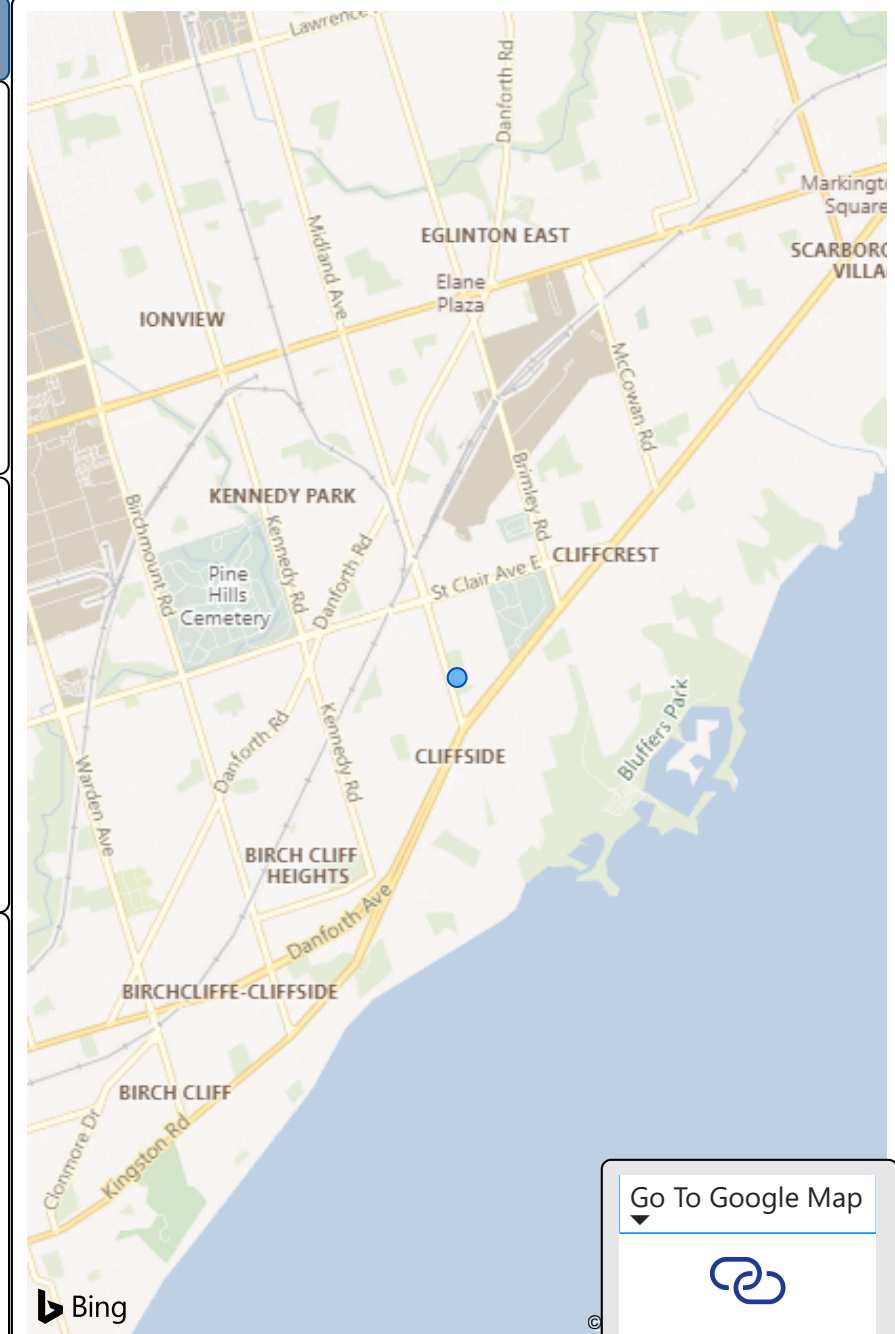 Lawrence
Danforth Rd
Markingt
Square
EGLINTON EAST
SCARBORO
VILLA
Midland Ave
Elane
Plaza
IONVIEW
McCowan Rd
Brimley Rd
KENNEDY PARK
Birchmount Rd
Kennedy Rd
Danforth Rd
CLIFFCREST
St Clair Ave E
Pine
Hills
Cemetery
Bluffers Park
Kennedy Rd
Danforth Rd
CLIFFSIDE
Warden Ave
BIRCH CLIFF
HEIGHTS
Danforth Ave
BIRCHCLIFFE-CLIFFSIDE
BIRCH CLIFF
Clonmore Dr
Kingston Rd
Go To Google Map
Bing
©